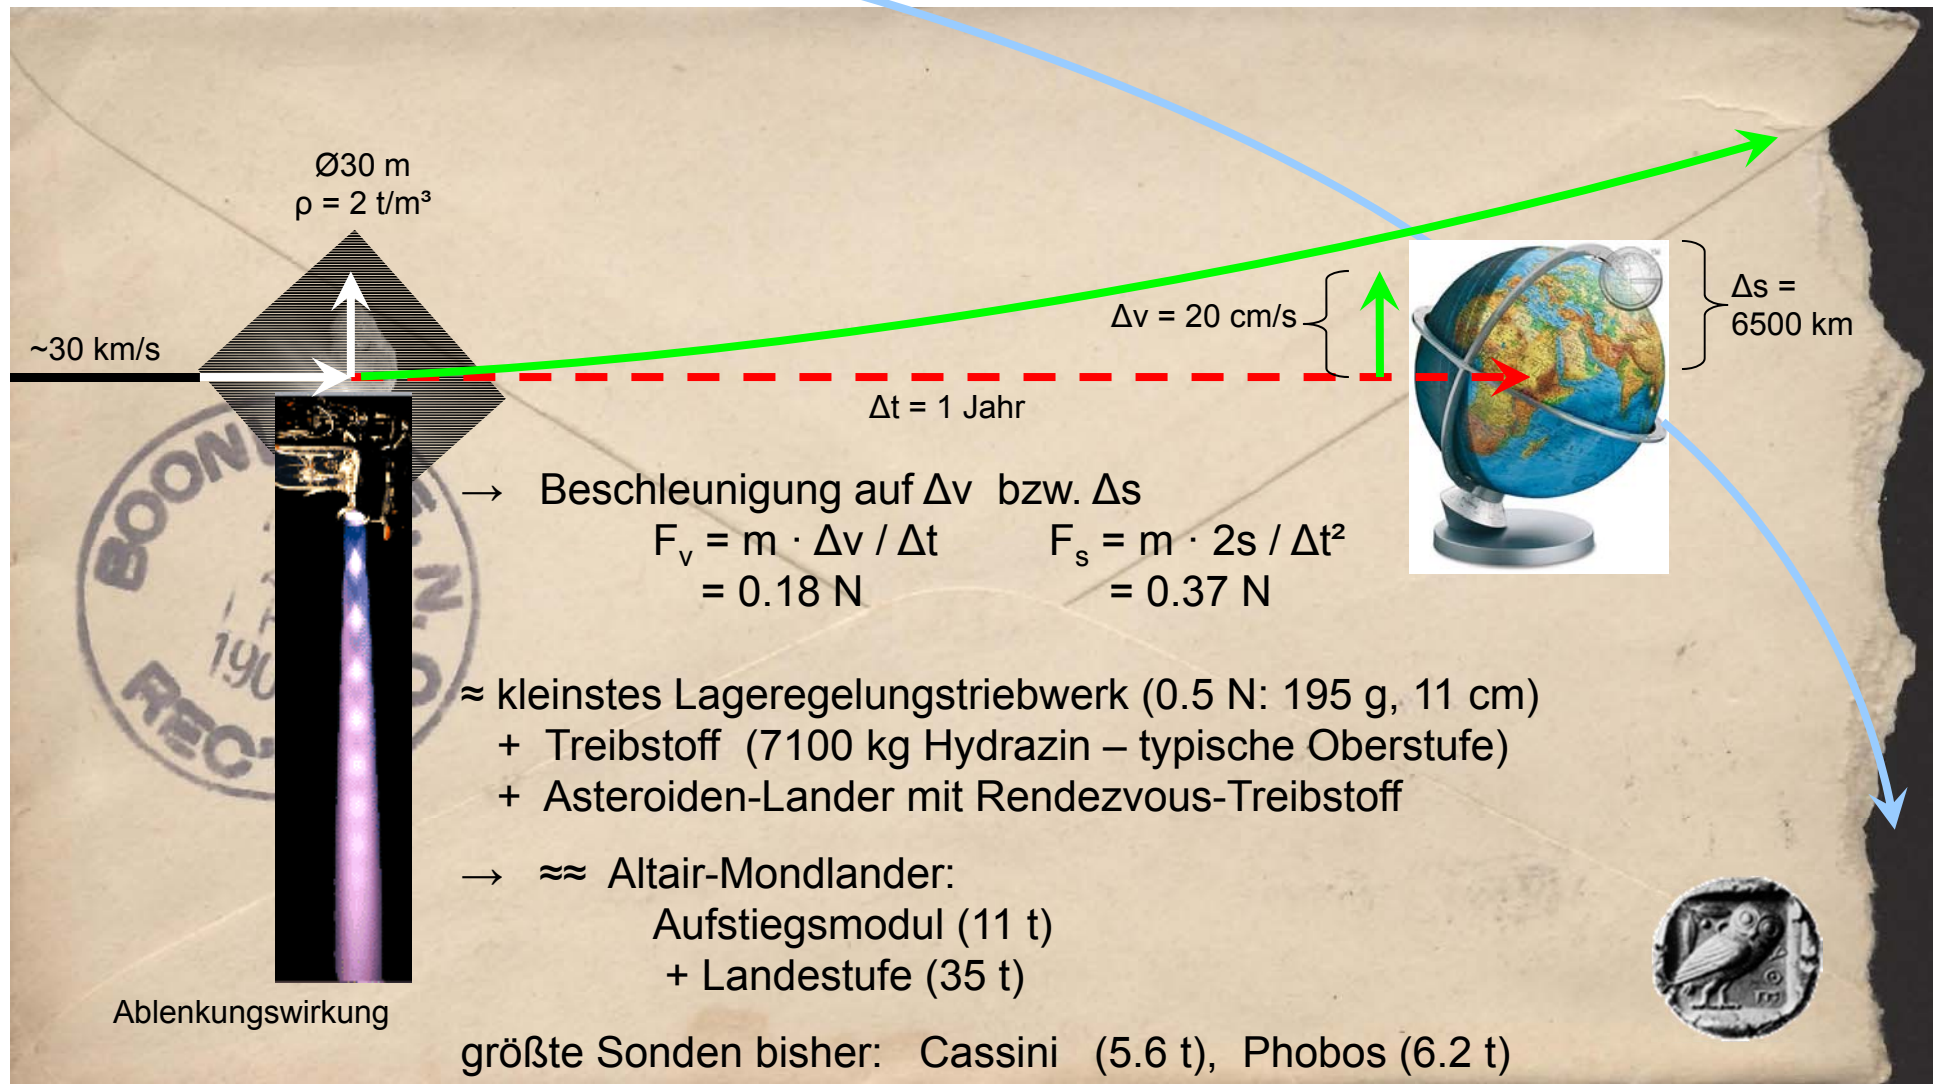 Ø30 m
ρ = 2 t/m³
~30 km/s
Δv = 20 cm/s
Δs =
6500 km
Δt = 1 Jahr
→ Beschleunigung auf Δv bzw. Δs
Fv = m · Δv / Δt Fs = m · 2s / Δt²
= 0.18 N = 0.37 N
≈ kleinstes Lageregelungstriebwerk (0.5 N: 195 g, 11 cm)
+ Treibstoff (7100 kg Hydrazin – typische Oberstufe)
+ Asteroiden-Lander mit Rendezvous-Treibstoff
→ ≈≈ Altair-Mondlander:
Aufstiegsmodul (11 t)
+ Landestufe (35 t)
Ablenkungswirkung
größte Sonden bisher: Cassini (5.6 t), Phobos (6.2 t)